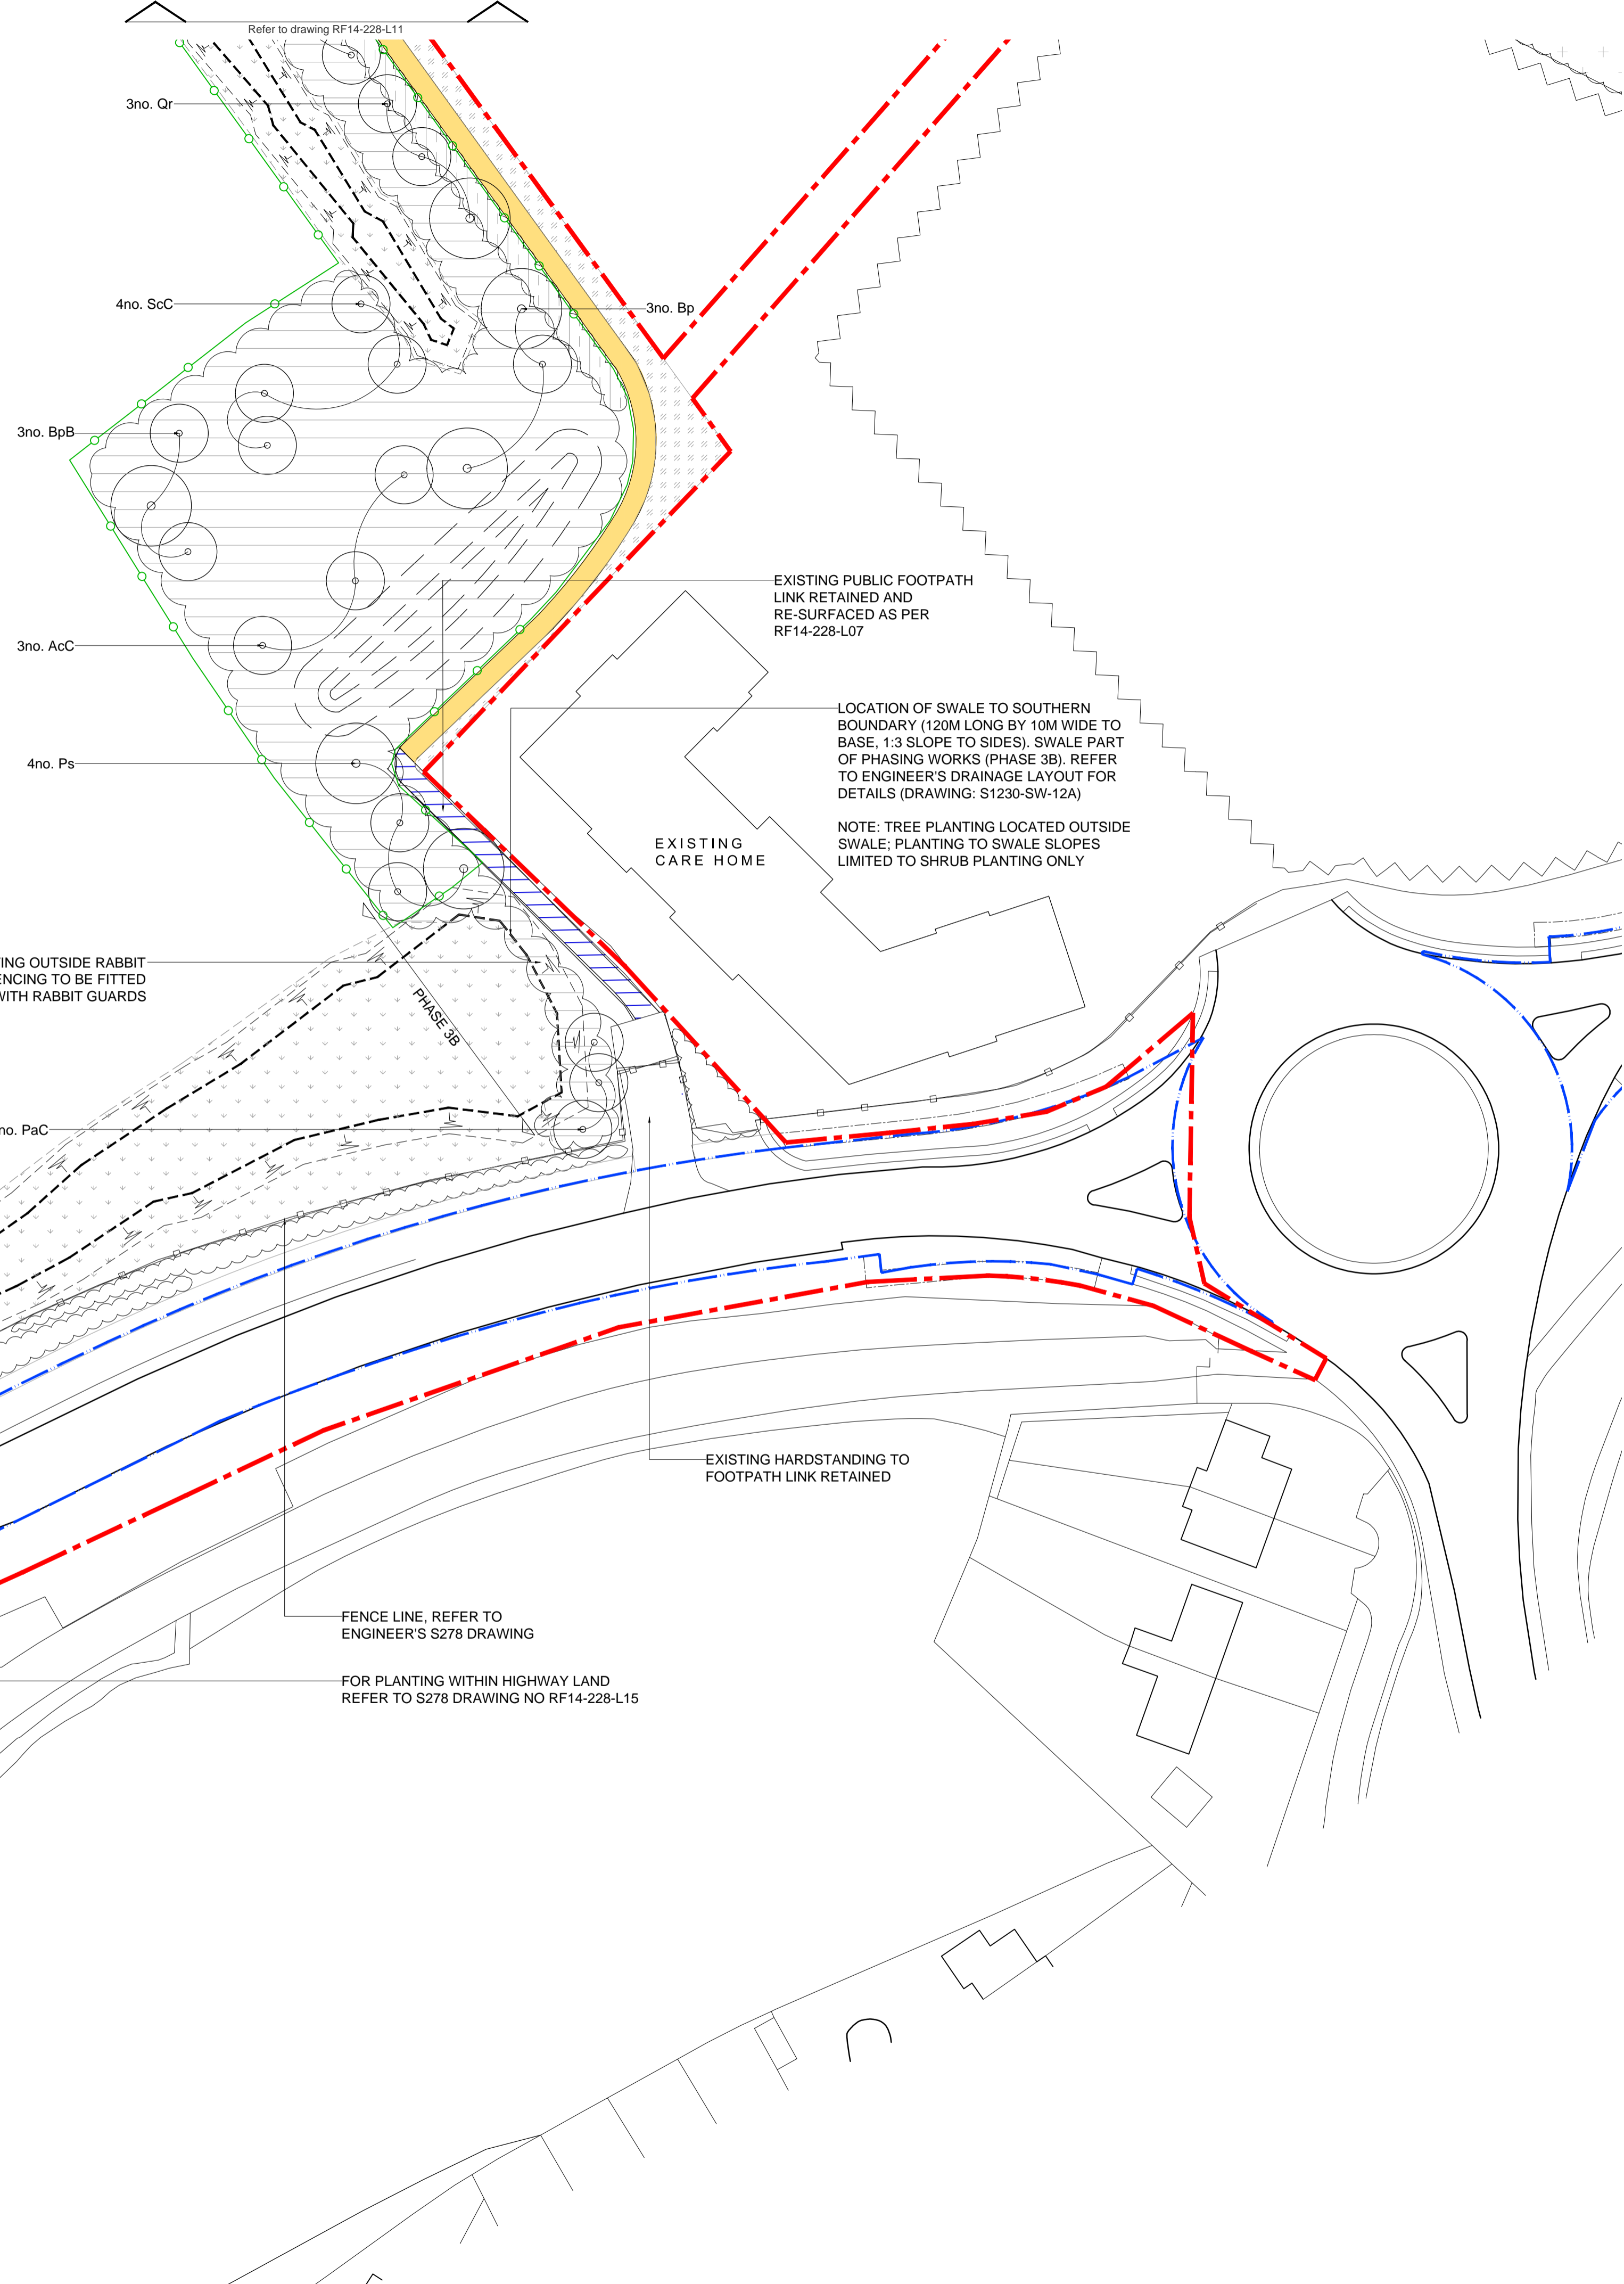 Refer to drawing RF14-228-L11
3no. Qr
4no. ScC
3no. Bp
3no. BpB
EXISTING PUBLIC FOOTPATH
LINK RETAINED AND
RE-SURFACED AS PER
RF14-228-L07
3no. AcC
LOCATION OF SWALE TO SOUTHERN
BOUNDARY (120M LONG BY 10M WIDE TO
BASE, 1:3 SLOPE TO SIDES). SWALE PART
OF PHASING WORKS (PHASE 3B). REFER
TO ENGINEER'S DRAINAGE LAYOUT FOR
DETAILS (DRAWING: S1230-SW-12A)
NOTE: TREE PLANTING LOCATED OUTSIDE
SWALE; PLANTING TO SWALE SLOPES
LIMITED TO SHRUB PLANTING ONLY
4no. Ps
EXISTING
CARE HOME
OUTSIDE RABBIT
TO BE FITTED
RABBIT GUARDS
PHASE 3B
no. PaC
EXISTING HARDSTANDING TO
FOOTPATH LINK RETAINED
FENCE LINE, REFER TO
ENGINEER'S S278 DRAWING
FOR PLANTING WITHIN HIGHWAY LAND
REFER TO S278 DRAWING NO RF14-228-L15